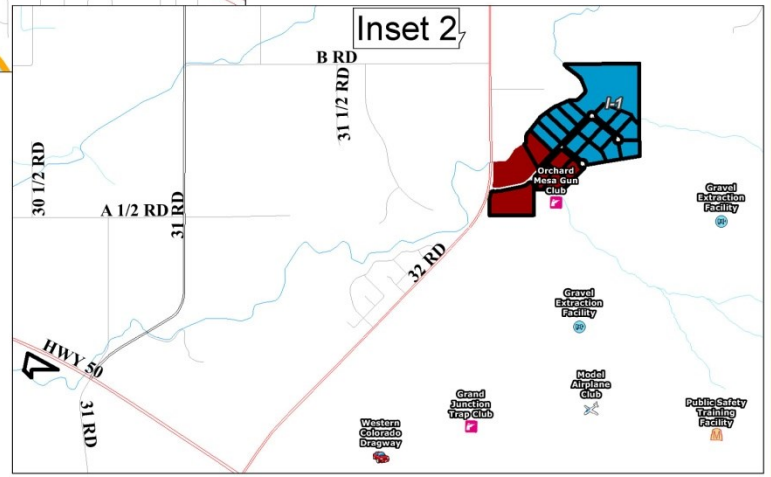 Inset 2
B RD
31 1/2 RD
I-1
30 1/2 RD
Orchard
Mesa Gun
Club
Gravel
Extraction
Facility
A 1/2 RD
31 RD
32 RD
Gravel
Extraction
Facility
HWY 50
Model
Airplane
Club
Grand
Junction
Trap Club
31 RD
Public Safety
Training
Facility
Western
Colorado
Dragway